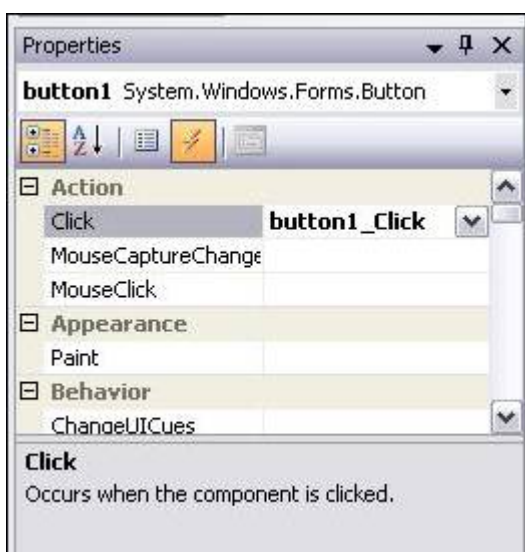 Properties
button1 System.Windows.Forms.Button
A
Z
Action
Click button1_Click
MouseCaptureChange
MouseClick
Appearance
Paint
Behavior
ChangeUICues
Click
Occurs when the component is clicked.